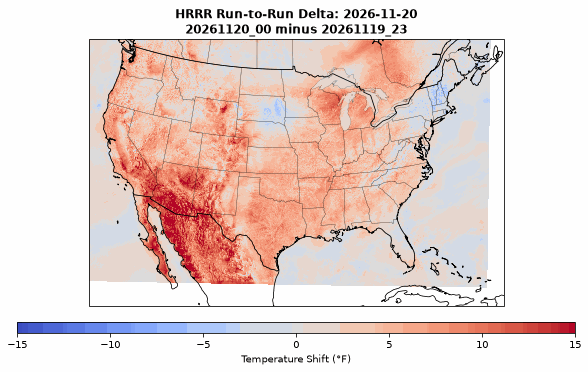 HRRR Run-to-Run Delta: 2026-11-20
20261120_00 minus 20261119_23
−15 −10 −5 0 5 10 15
Temperature Shift (°F)